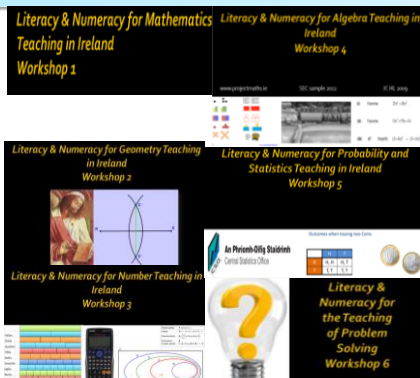 Literacy & Numeracy for Mathematics
Teaching in Ireland
Workshop 1
Literacy & Numeracy for Algebra Teaching in
Ireland
Workshop 4
www.projectmaths.ie
SEC sample 2012
JC HL 2009
Literacy & Numeracy for Geometry Teaching
in Ireland
Workshop 2
Literacy & Numeracy for Number Teaching in
Ireland
Workshop 3
Literacy & Numeracy for Probability and
Statistics Teaching in Ireland
Workshop 5
An Phríomh-Oifig Staidrimh
Central Statistics Office
Outcomes when tossing two Coins
H T
H H, H H, T
T T, H T, T
Literacy &
Numeracy for
the Teaching
of Problem
Solving
Workshop 6